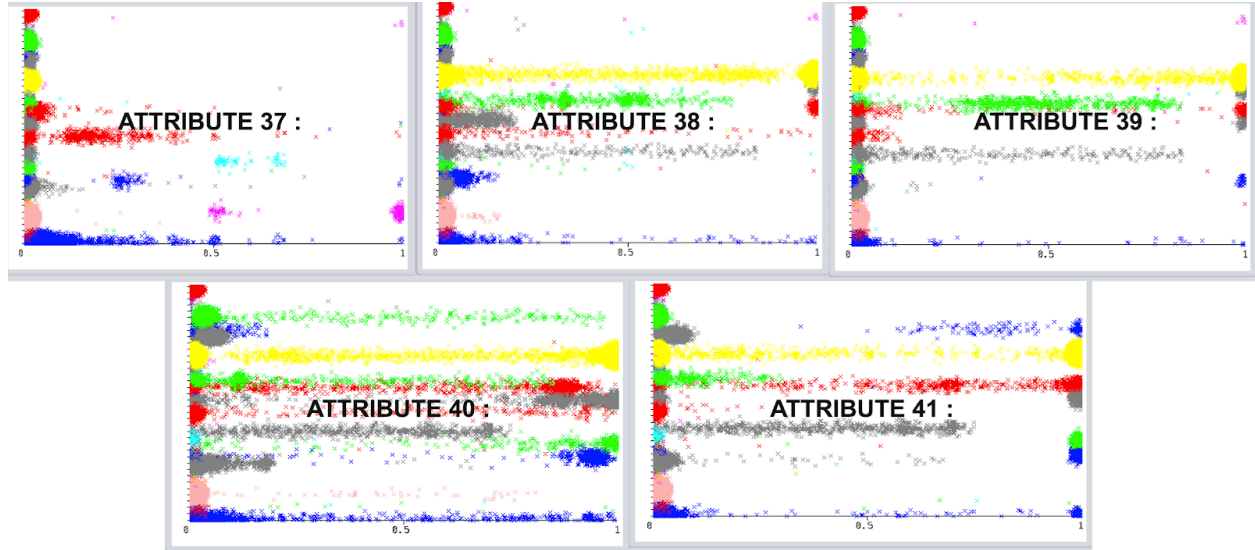 ATTRIBUTE 37 :
0 0.5 1
ATTRIBUTE 38 :
0 0.5 1
ATTRIBUTE 39 :
0 0.5 1
ATTRIBUTE 40 :
0 0.5 1
ATTRIBUTE 41 :
0 0.5 1